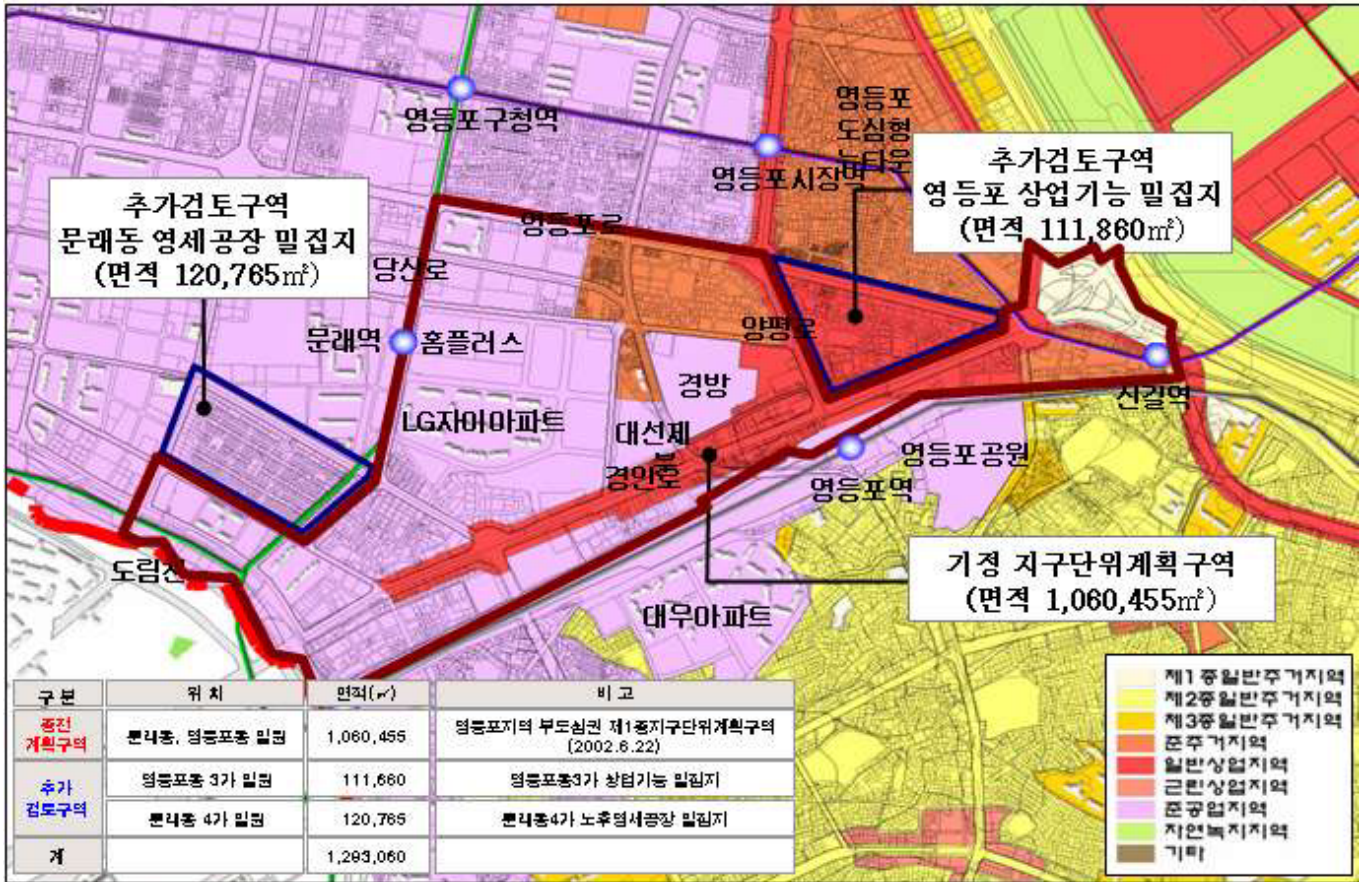 영등포구청역
영등포
도심형
뉴타운
영등포시장역
추가검토구역
영등포 상업기능 밀집지
(면적 111,860㎡)
추가검토구역
문래동 영세공장 밀집지
(면적 120,765㎡)
영등포로
당산로
문래역
홈플러스
양평로
경방
신길역
LG자이아파트
대선제
분
경인로
영등포공원
영등포역
기정 지구단위계획구역
(면적 1,060,455㎡)
도림천
대우아파트
구분 위치 면적(㎡) 비고
종전
계획구역
문래동, 영등포동 일원 1,060,455 영등포지역 부도심권 제1종지구단위계획구역
(2002.6.22)
추가
검토구역
영등포동 3가 일원 111,660 영등포동3가 상업기능 밀집지
문래동 4가 일원 120,765 문래동4가 노후영세공장 밀집지
계 1,293,060
제1종일반주거지역
제2종일반주거지역
제3종일반주거지역
준주거지역
일반상업지역
근린상업지역
준공업지역
자연녹지지역
기타